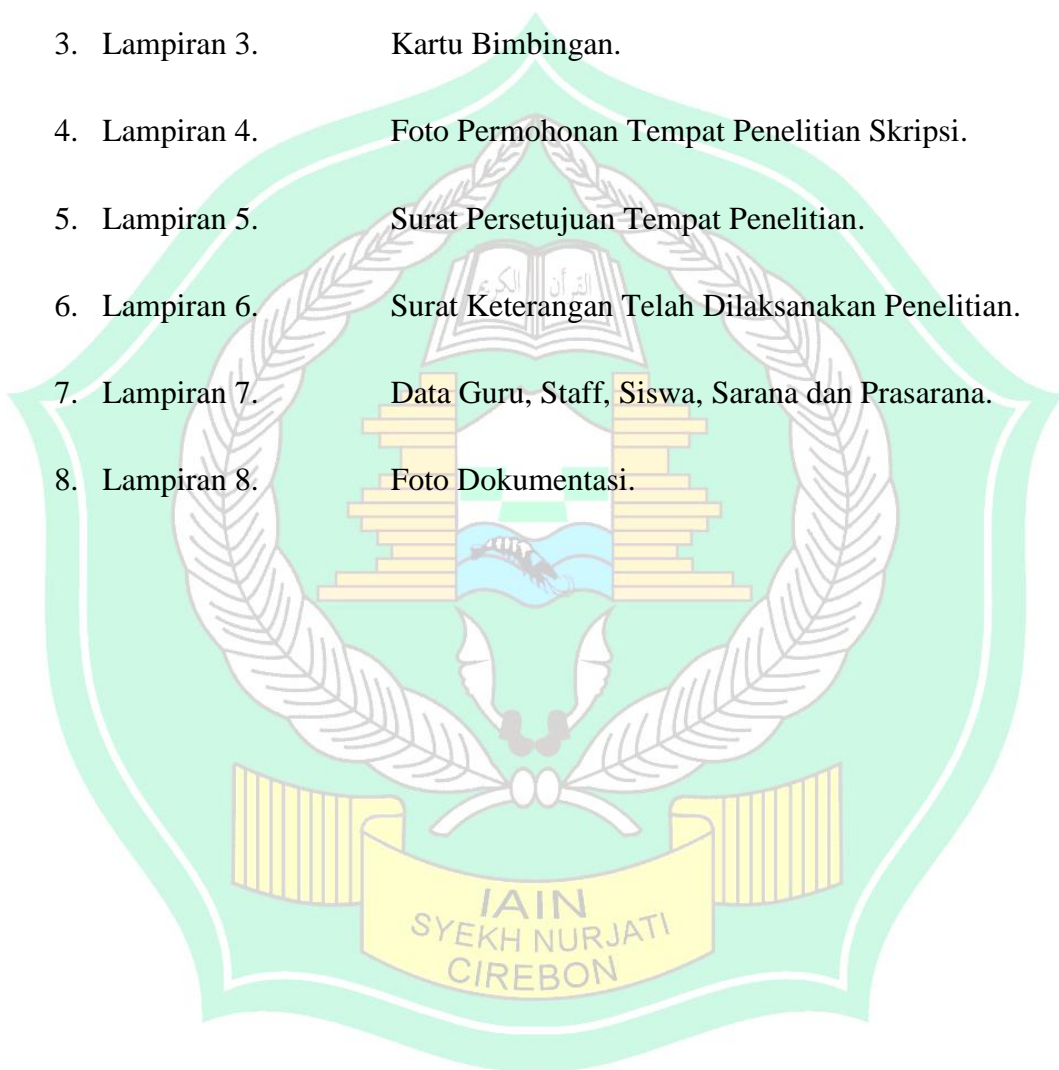 3. Lampiran 3. Kartu Bimbingan.
4. Lampiran 4. Foto Permohonan Tempat Penelitian Skripsi.
5. Lampiran 5. Surat Persetujuan Tempat Penelitian.
القرآن الكريم
6. Lampiran 6. Surat Keterangan Telah Dilaksanakan Penelitian.
7. Lampiran 7. Data Guru, Staff, Siswa, Sarana dan Prasarana.
8. Lampiran 8. Foto Dokumentasi.
IAIN
SYEKH NURJATI
CIREBON